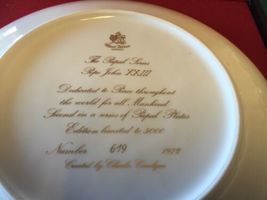 The Papal Series
Pope John XXIII
Dedicated to Peace throughout
the world for all Mankind
Second in a series of Papal Plates
Edition limited to 5000
Number 619 1972
Created by Charles